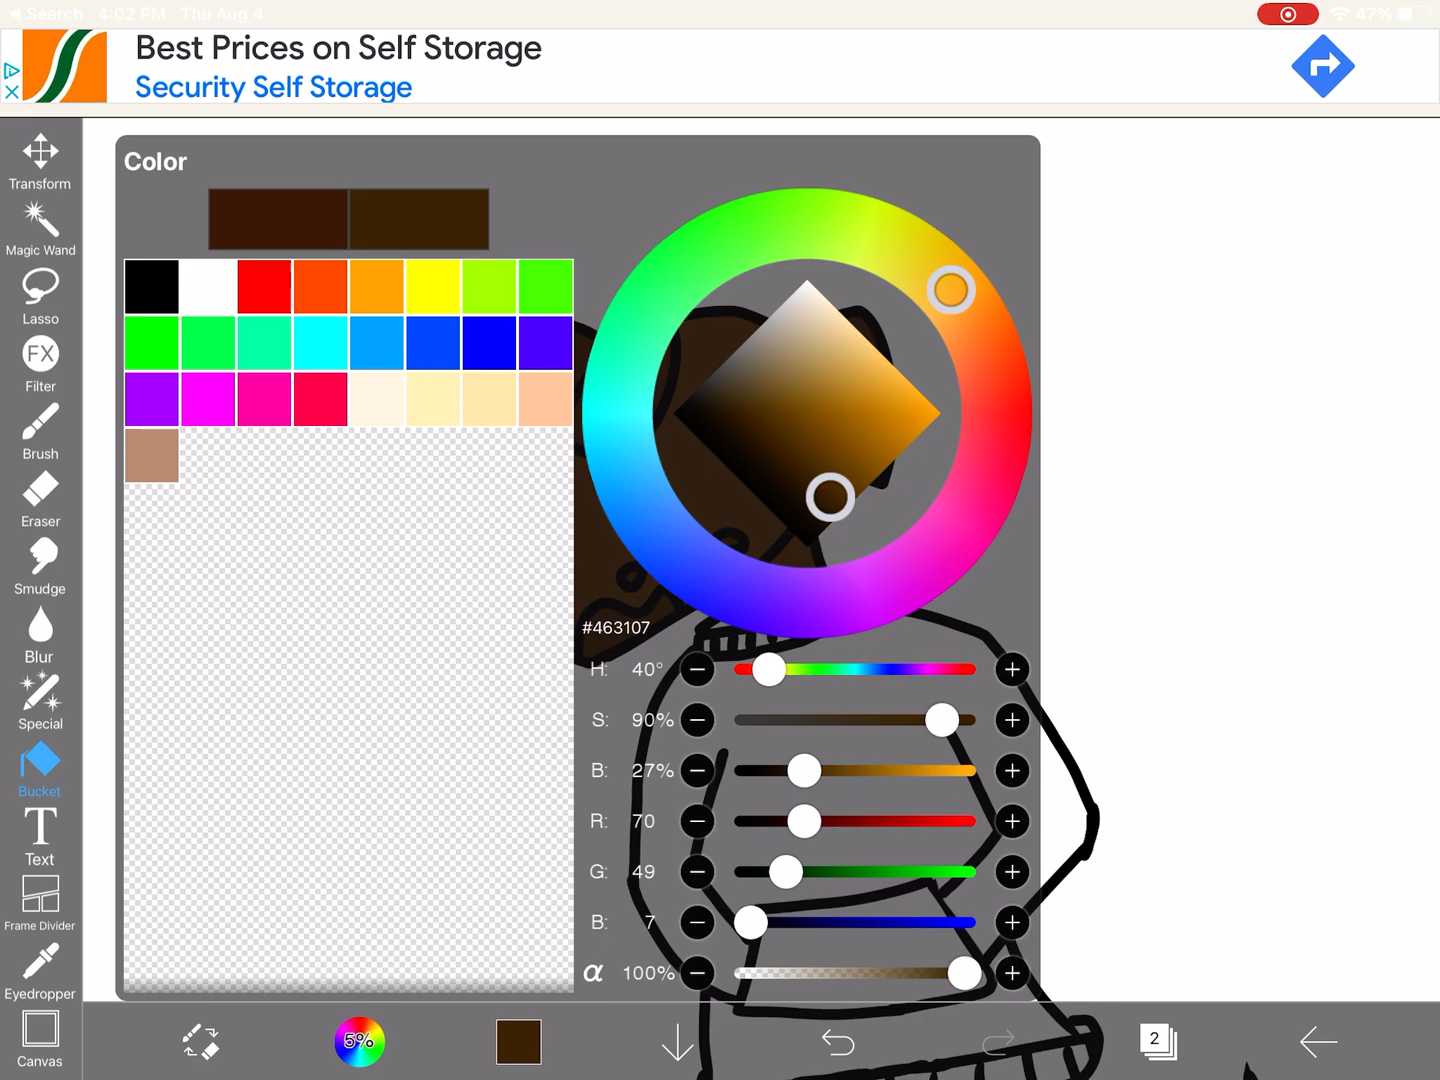 Search 4:02 PM Thu Aug 4 47%
Best Prices on Self Storage
Security Self Storage
Color
Transform
Magic Wand
Lasso
FX
Filter
Brush
Eraser
Smudge
Blur
Special
Bucket
T
Text
Frame Divider
Eyedropper
Canvas
#463107
H: 40°
S: 90%
B: 27%
R: 70
G: 49
B: 7
α 100%
5%
2